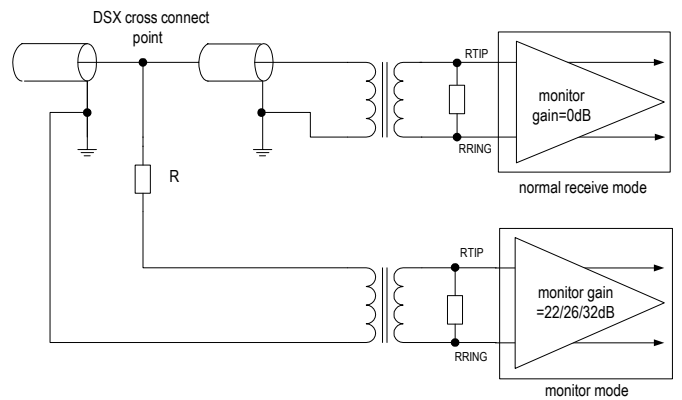 DSX cross connect
point
RTIP
monitor
gain=0dB
RRING
normal receive mode
R
RTIP
monitor gain
=22/26/32dB
RRING
monitor mode